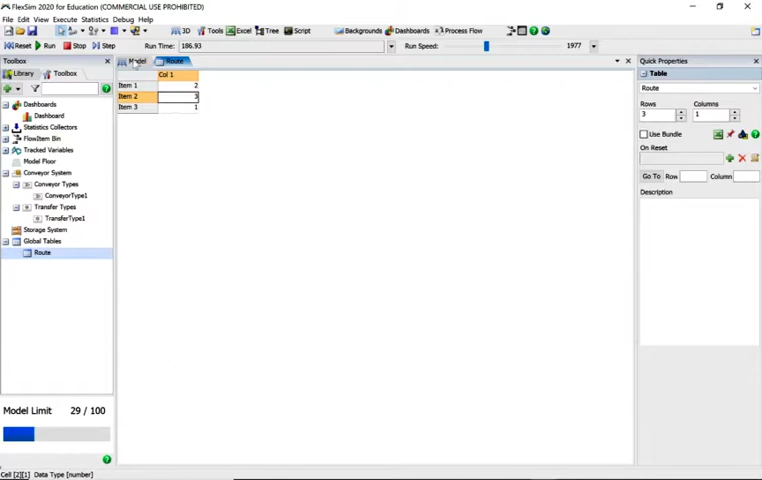 FlexSim 2020 for Education (COMMERCIAL USE PROHIBITED)
File Edit View Execute Statistics Debug Help
3D Tools Excel Tree Script Backgrounds Dashboards Process Flow
Reset Run Stop Step Run Time: 186.93 Run Speed: 1977
Toolbox
Library Toolbox
Dashboards
Dashboard
Statistics Collectors
FlowItem Bin
Tracked Variables
Model Floor
Conveyor System
Conveyor Types
ConveyorType1
Transfer Types
TransferType1
Storage System
Global Tables
Route
Model Limit 29 / 100
Model Route
Col 1
Item 1 2
Item 2 3
Item 3 1
Quick Properties
Table
Route
Rows Columns
3 1
Use Bundle
On Reset
Go To Row Column
Description
Cell [2][1] Data Type [number]